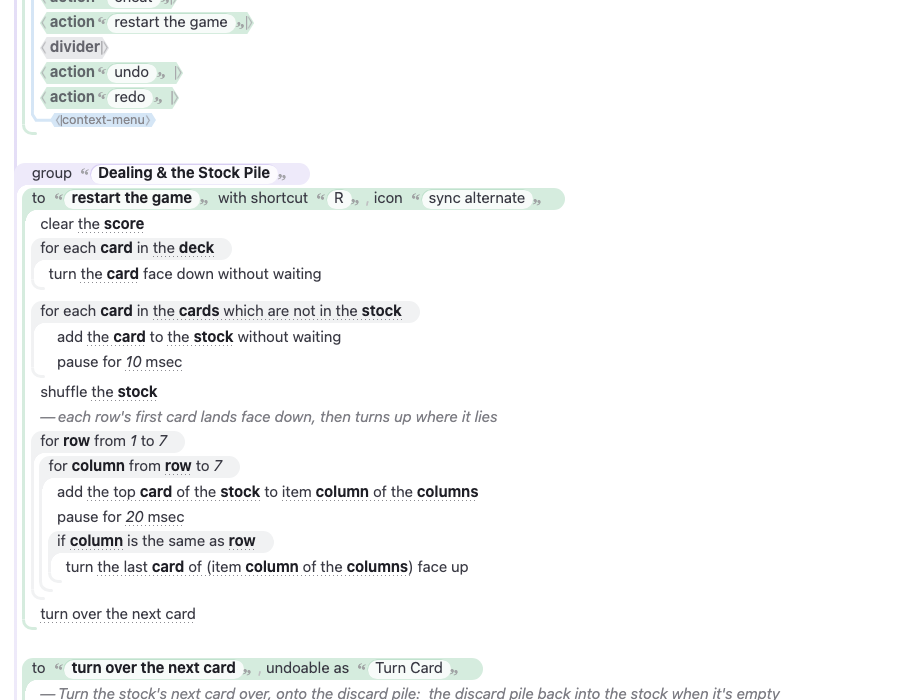 action “ cheat ”
action “ restart the game ”
divider
action “ undo ”
action “ redo ”
context-menu
group “ Dealing & the Stock Pile ”
to “ restart the game ” with shortcut “ R ” , icon “ sync alternate ”
clear the score
for each card in the deck
turn the card face down without waiting
for each card in the cards which are not in the stock
add the card to the stock without waiting
pause for 10 msec
shuffle the stock
— each row's first card lands face down, then turns up where it lies
for row from 1 to 7
for column from row to 7
add the top card of the stock to item column of the columns
pause for 20 msec
if column is the same as row
turn the last card of (item column of the columns) face up
turn over the next card
to “ turn over the next card ” , undoable as “ Turn Card ”
— Turn the stock's next card over, onto the discard pile: the discard pile back into the stock when it's empty